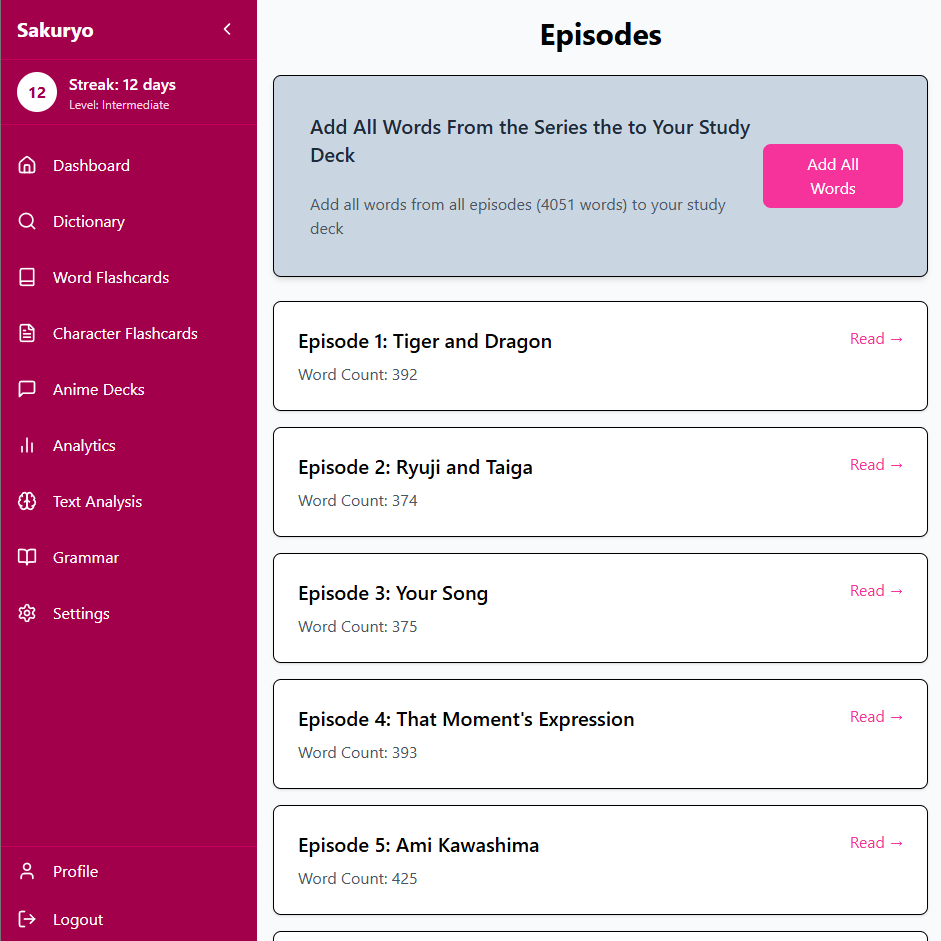 Sakuryo
12
Streak: 12 days
Level: Intermediate
Dashboard
Dictionary
Word Flashcards
Character Flashcards
Anime Decks
Analytics
Text Analysis
Grammar
Settings
Profile
Logout
Episodes
Add All Words From the Series the to Your Study
Deck
Add all words from all episodes (4051 words) to your study
deck
Add All
Words
Episode 1: Tiger and Dragon
Read →
Word Count: 392
Episode 2: Ryuji and Taiga
Read →
Word Count: 374
Episode 3: Your Song
Read →
Word Count: 375
Episode 4: That Moment's Expression
Read →
Word Count: 393
Episode 5: Ami Kawashima
Read →
Word Count: 425